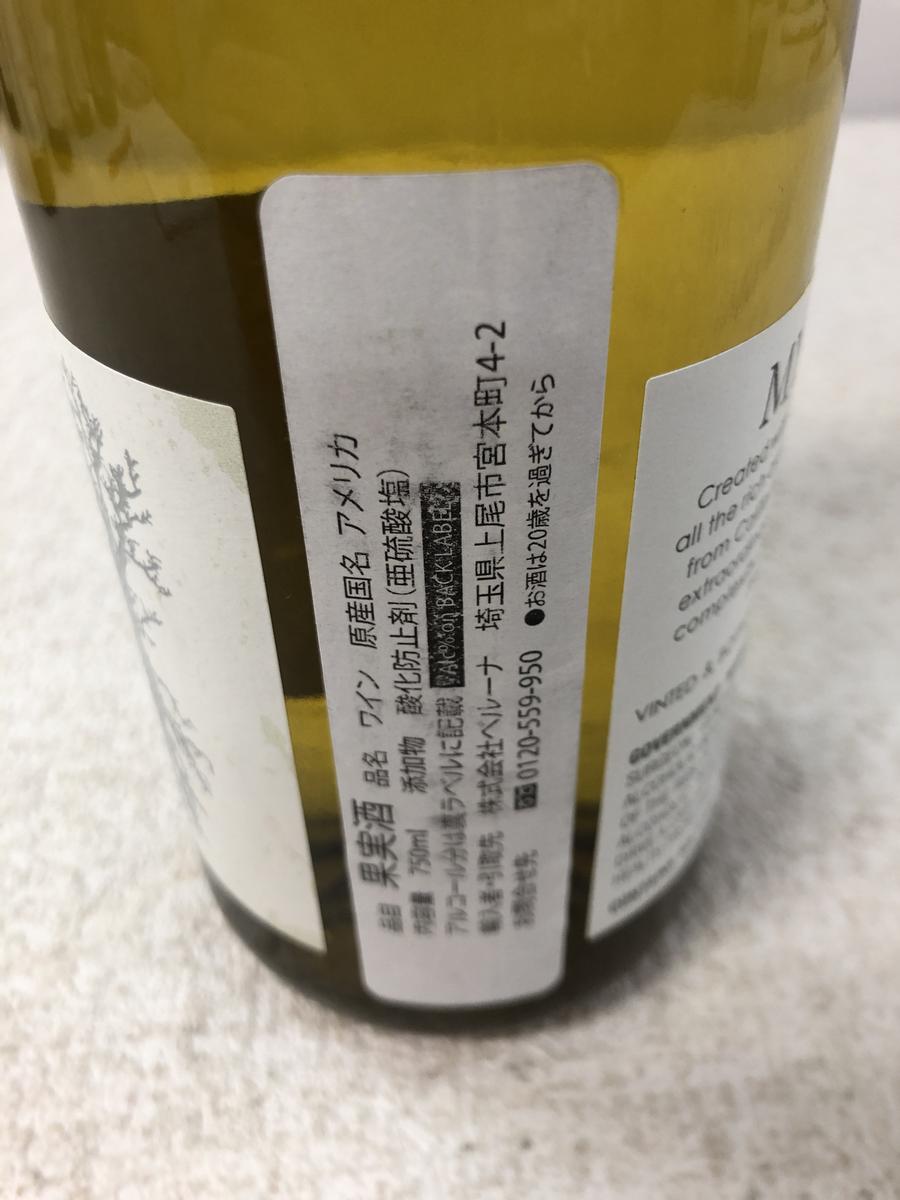 品目 果実酒 品名 ワイン 原産国名 アメリカ
内容量 750ml 添加物 酸化防止剤(亜硫酸塩)
アルコール分は裏ラベルに記載 Alc%on BACK LABEL
輸入者・引取先 株式会社ベルーナ 埼玉県上尾市宮本町4-2
お問合せ先 0120-559-950 ●お酒は20歳を過ぎてから
Created
all the
from
VINTED &
GOVERNMENT
SURGEON
ALCOHOL
OF THE